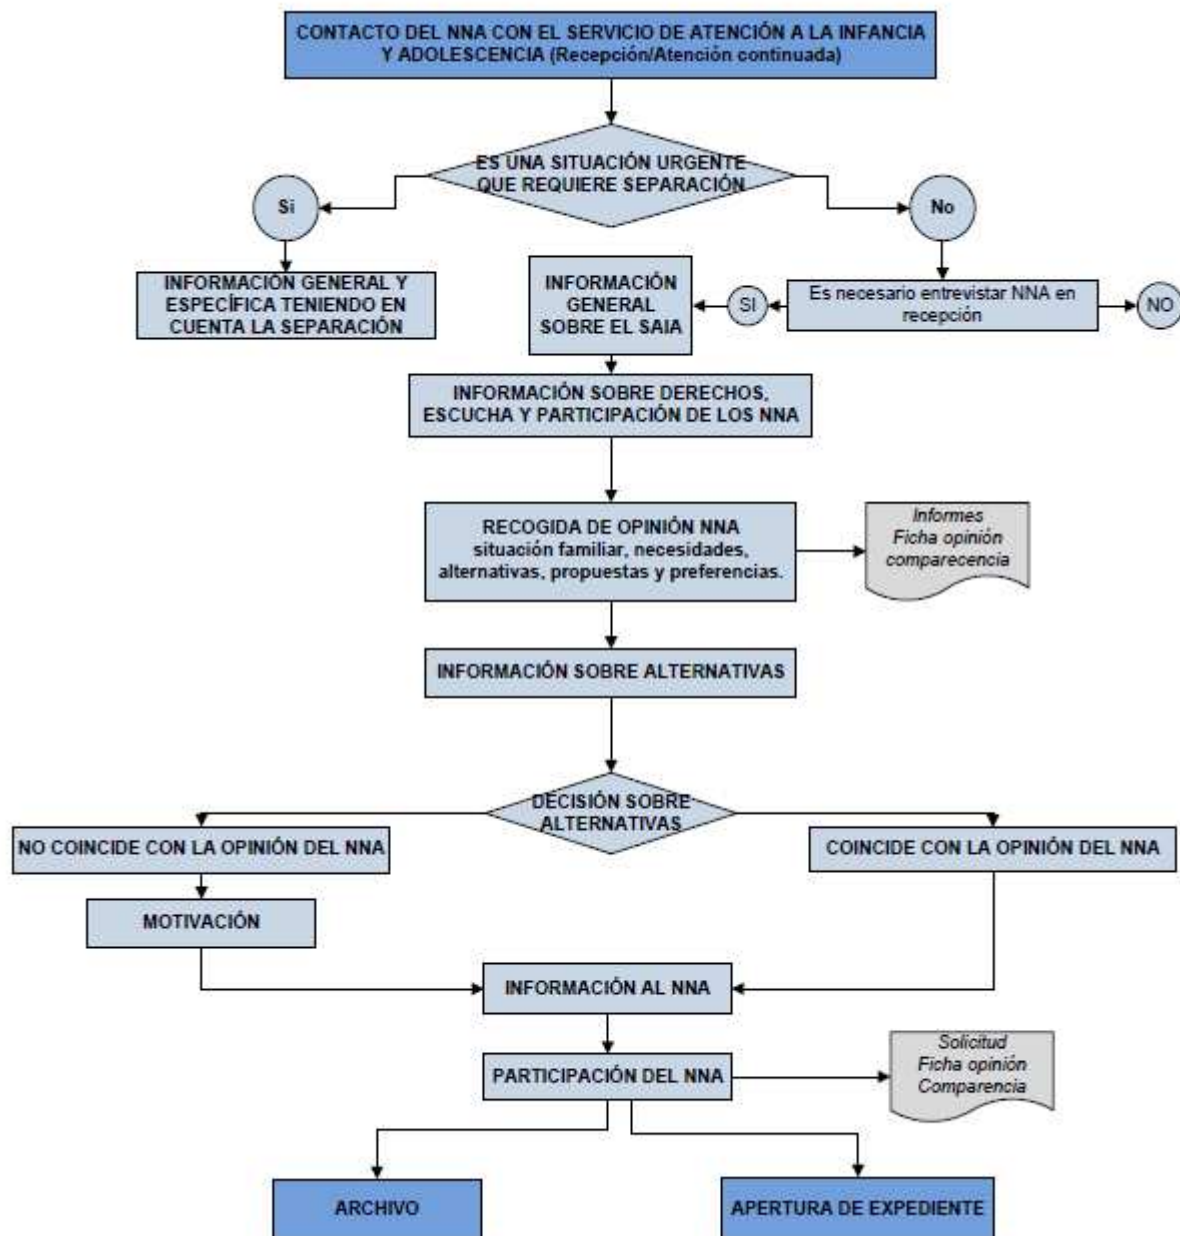 CONTACTO DEL NNA CON EL SERVICIO DE ATENCIÓN A LA INFANCIA
Y ADOLESCENCIA (Recepción/Atención continuada)
ES UNA SITUACIÓN URGENTE
QUE REQUIERE SEPARACIÓN
Si
No
INFORMACIÓN GENERAL Y
ESPECÍFICA TENIENDO EN
CUENTA LA SEPARACIÓN
INFORMACIÓN
GENERAL
SOBRE EL SAIA
SI
Es necesario entrevistar NNA en
recepción
NO
INFORMACIÓN SOBRE DERECHOS,
ESCUCHA Y PARTICIPACIÓN DE LOS NNA
RECOGIDA DE OPINIÓN NNA
situación familiar, necesidades,
alternativas, propuestas y preferencias.
Informes
Ficha opinión
comparecencia
INFORMACIÓN SOBRE ALTERNATIVAS
DECISIÓN SOBRE
ALTERNATIVAS
NO COINCIDE CON LA OPINIÓN DEL NNA
COINCIDE CON LA OPINIÓN DEL NNA
MOTIVACIÓN
INFORMACIÓN AL NNA
PARTICIPACIÓN DEL NNA
Solicitud
Ficha opinión
Comparencia
ARCHIVO
APERTURA DE EXPEDIENTE